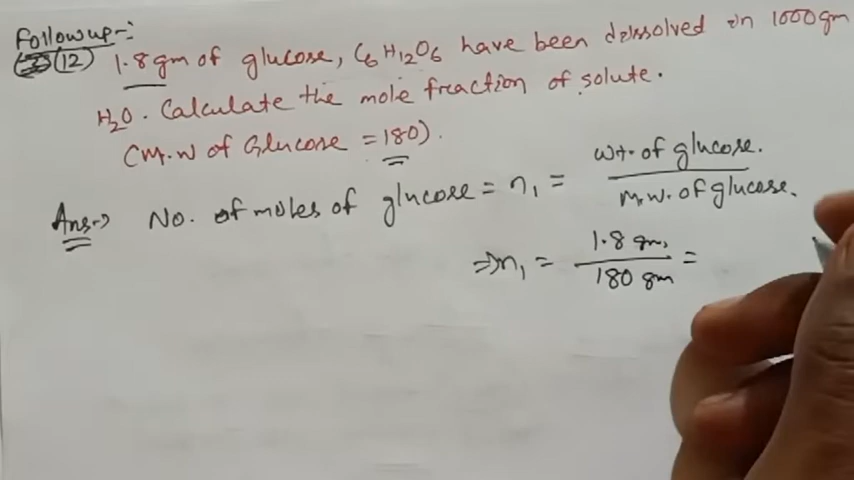 Followup-:
(12) 1.8 gm of glucose, C6H12O6 have been dissolved in 1000 gm
H2O. Calculate the mole fraction of solute.
(M.W of Glucose = 180).
Ans-> No. of moles of glucose = n1 = wt. of glucose. / M.W. of glucose.
=> n1 = 1.8 gm. / 180 gm =